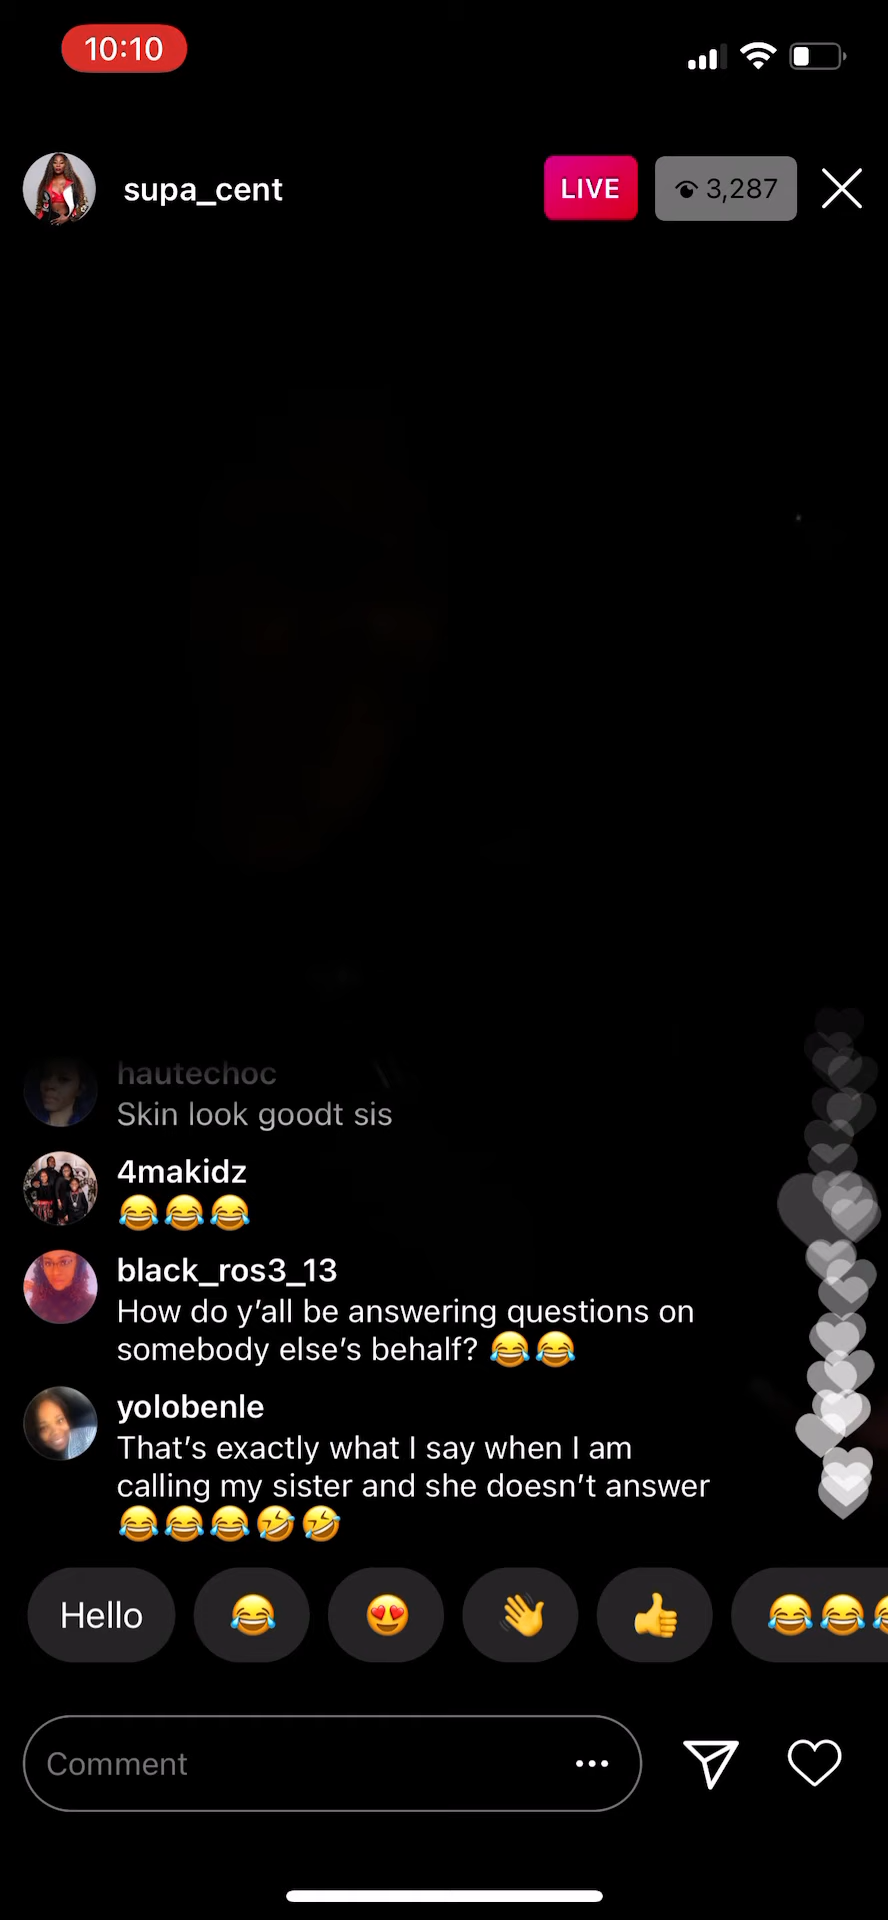 10:10
supa_cent
LIVE
3,287
hautechoc
Skin look goodt sis
4makidz
😂😂😂
black_ros3_13
How do y’all be answering questions on
somebody else’s behalf? 😂😂
yolobenle
That’s exactly what I say when I am
calling my sister and she doesn’t answer
😂😂😂🤣🤣
Hello 😂 😍 👋 👍 😂😂😂
Comment